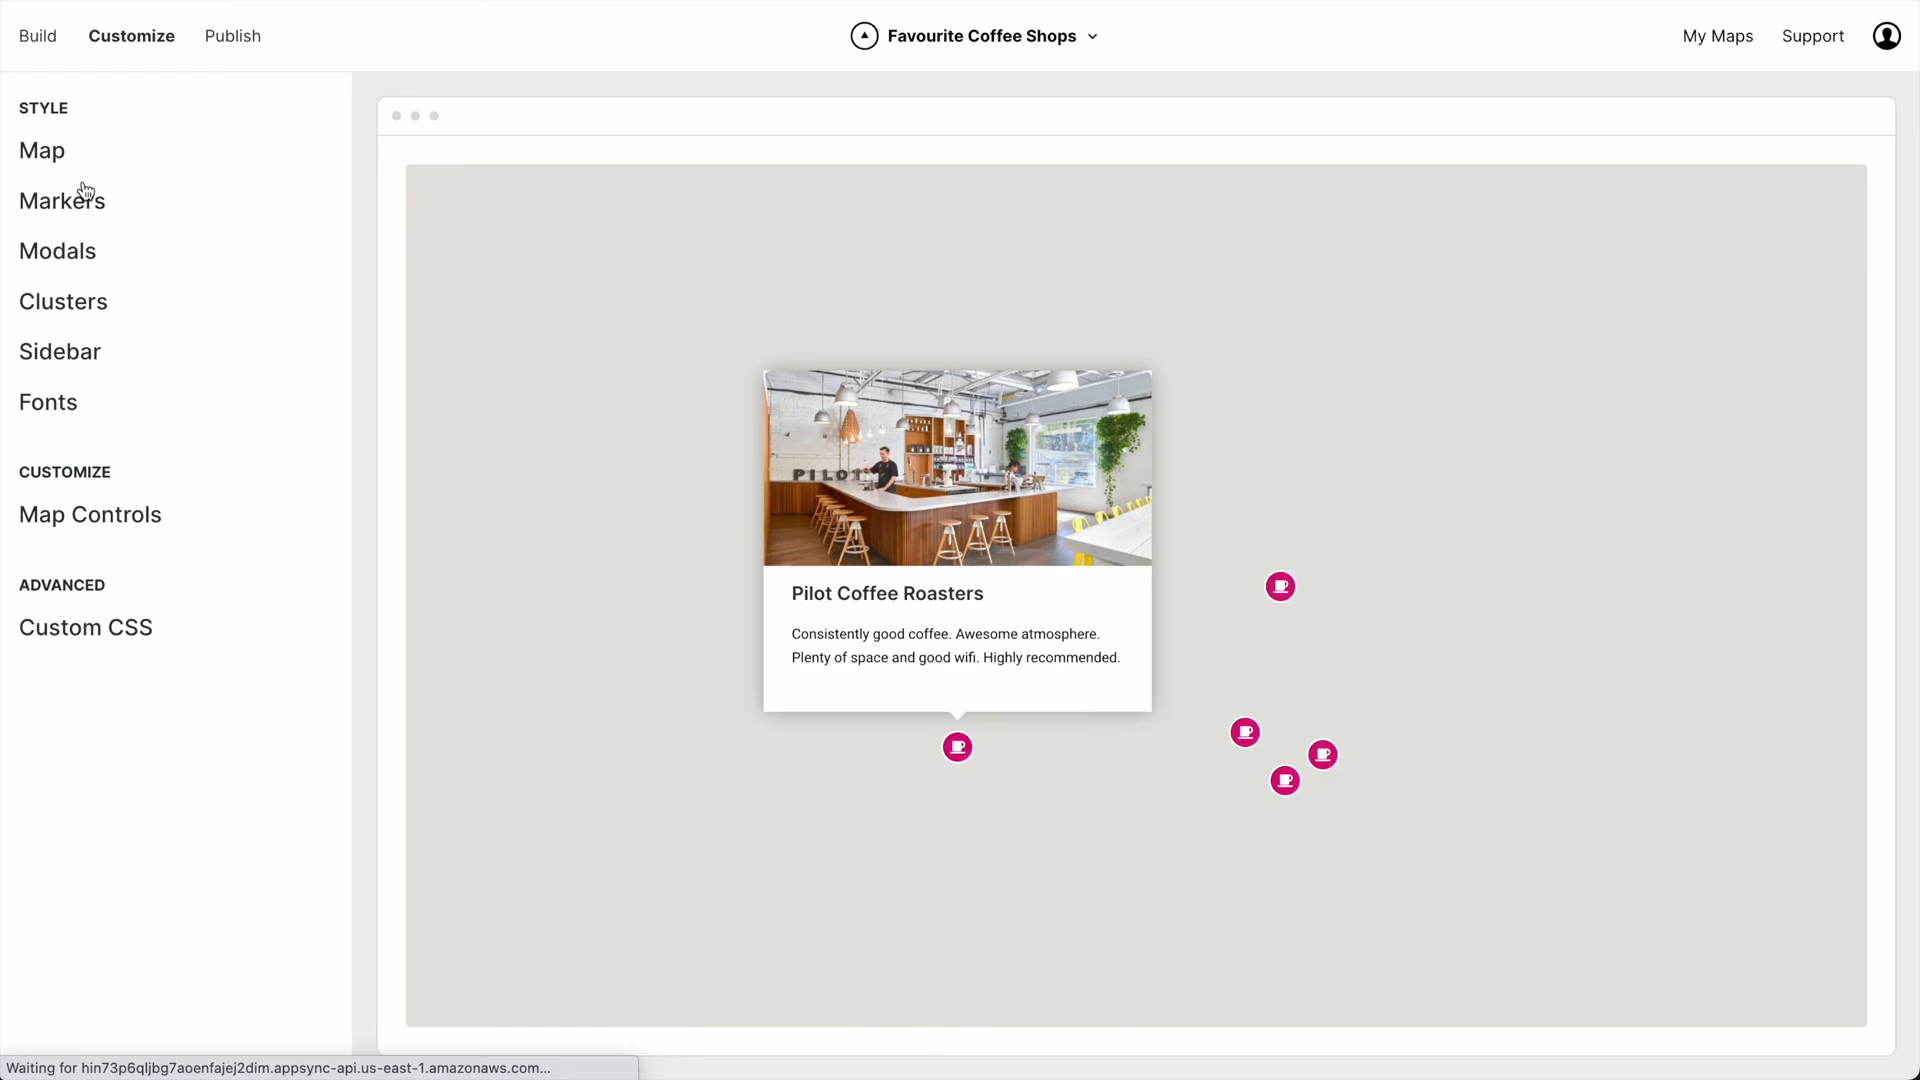 Build
Customize
Publish
Favourite Coffee Shops
My Maps
Support
STYLE
Map
Markers
Modals
Clusters
Sidebar
Fonts
CUSTOMIZE
Map Controls
ADVANCED
Custom CSS
PILOT
Pilot Coffee Roasters
Consistently good coffee. Awesome atmosphere.
Plenty of space and good wifi. Highly recommended.
Waiting for hin73p6qljbg7aoenfajej2dim.appsync-api.us-east-1.amazonaws.com...